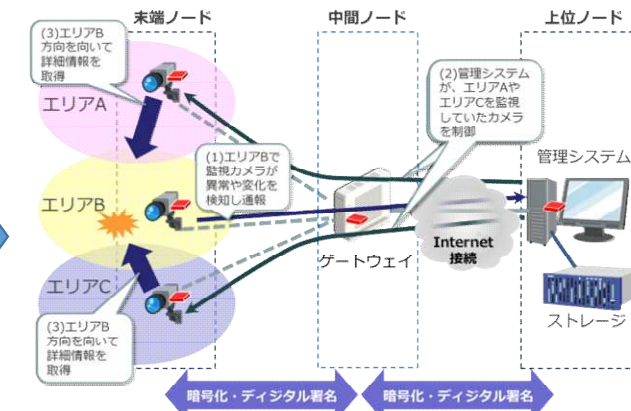 末端ノード
中間ノード
上位ノード
(3)エリアB
方向を向いて
詳細情報を
取得
エリアA
(2)管理システム
が、エリアAや
エリアCを監視
していたカメラ
を制御
(1)エリアBで
監視カメラが
異常や変化を
検知し通報
管理システム
エリアB
Internet
接続
ゲートウェイ
エリアC
ストレージ
(3)エリアB
方向を向いて
詳細情報を
取得
暗号化・ディジタル署名
暗号化・ディジタル署名